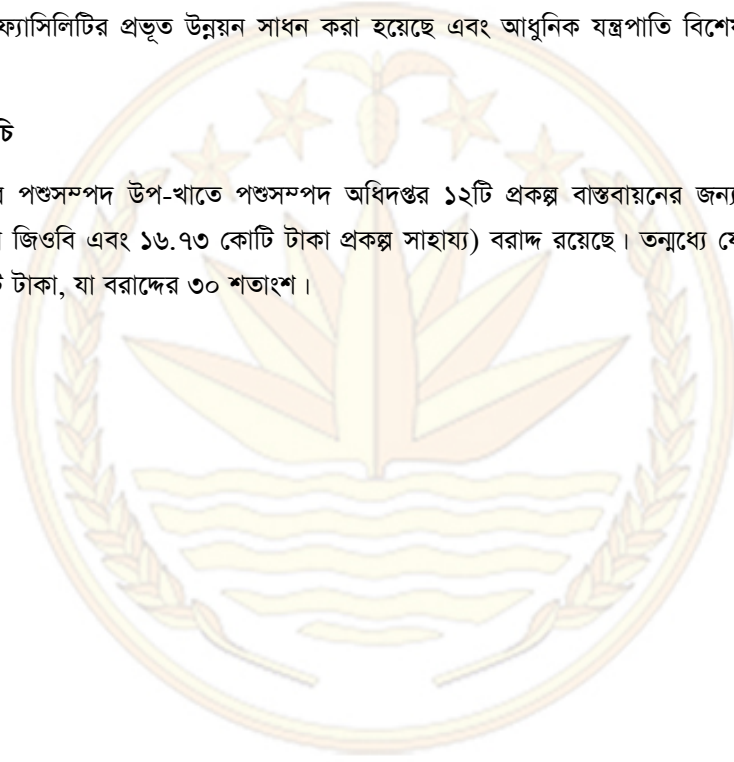 ফ্যাসিলিটির প্রভূত উন্নয়ন সাধন করা হয়েছে এবং আধুনিক যন্ত্রপাতি
পশুসম্পদ উপ-খাতে পশুসম্পদ অধিদপ্তর ১২টি প্রকল্প বাস্তবায়নের জন্য
জিওবি এবং ১৬.৭৩ কোটি টাকা প্রকল্প সাহায্য) বরাদ্দ রয়েছে। তন্মধ্যে
টাকা, যা বরাদ্দের ৩০ শতাংশ।